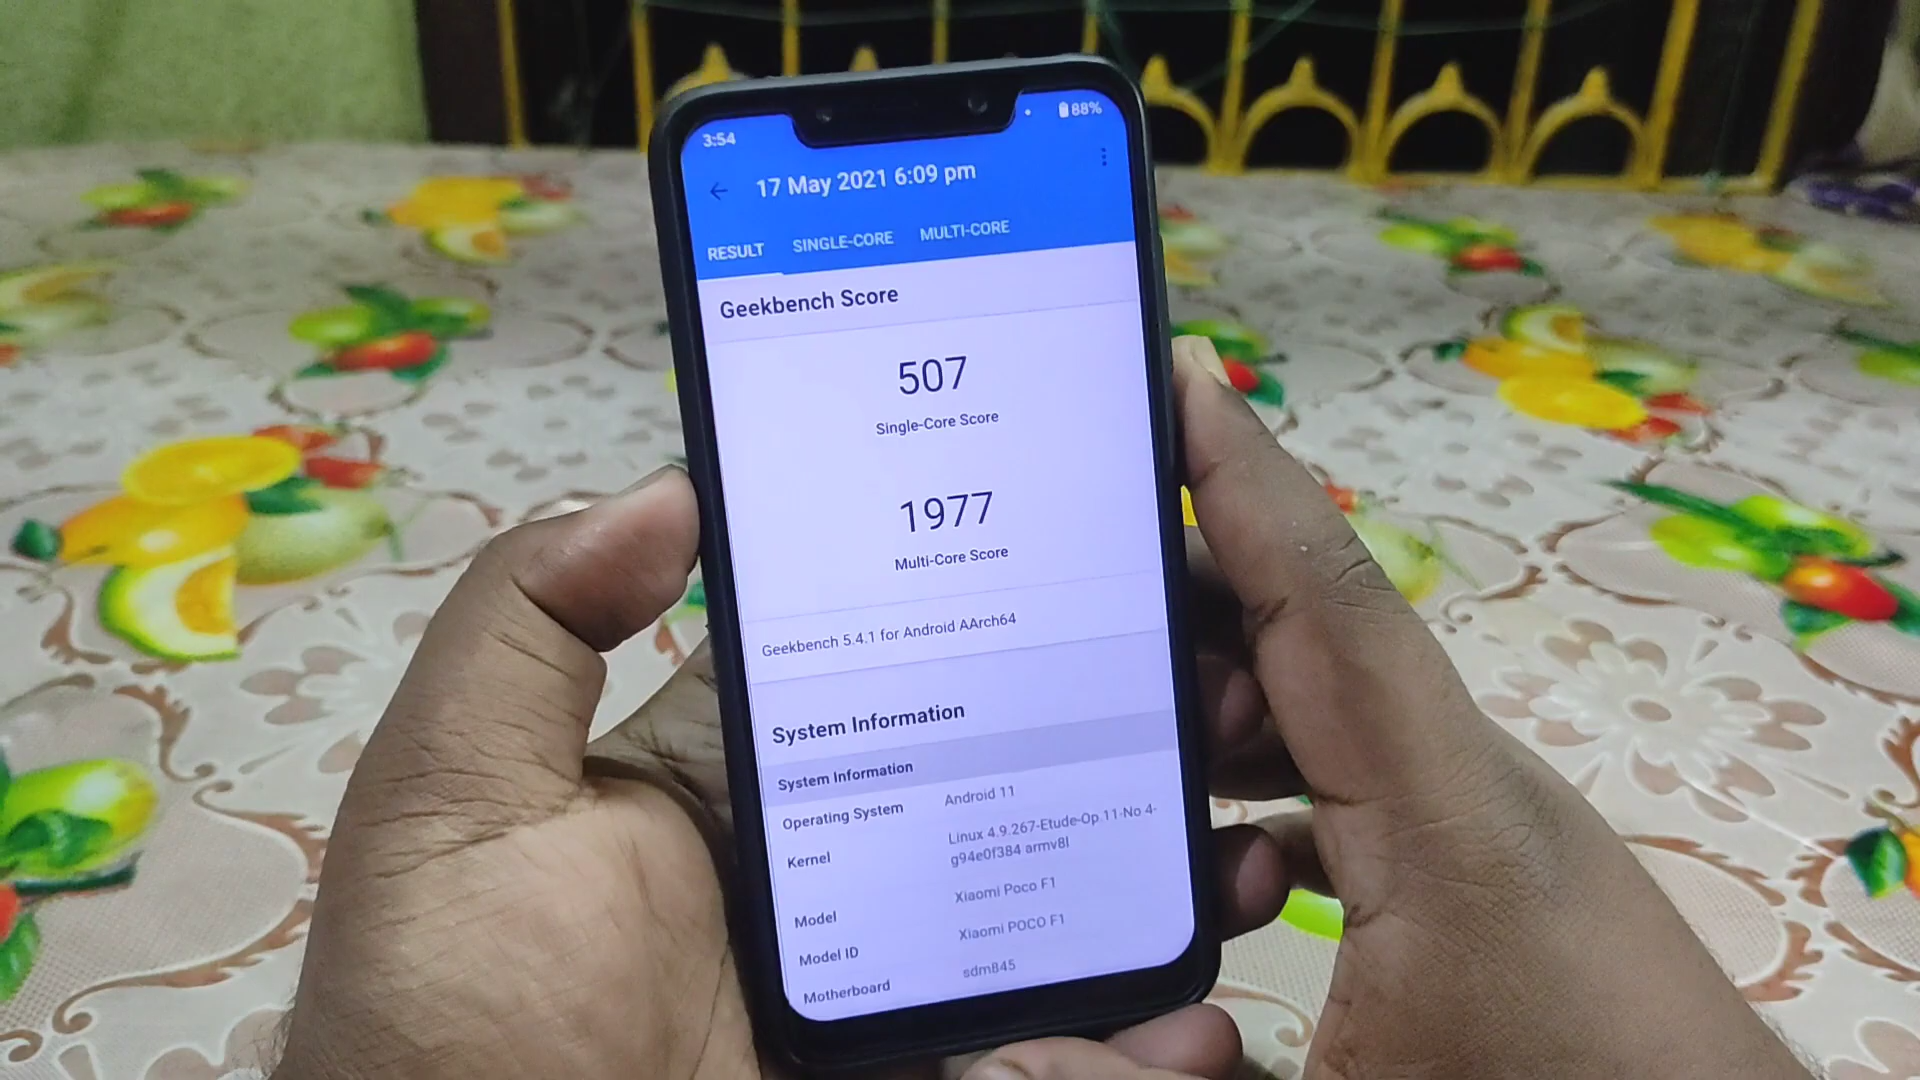 3:54
88%
17 May 2021 6:09 pm
RESULT SINGLE-CORE MULTI-CORE
Geekbench Score
507
Single-Core Score
1977
Multi-Core Score
Geekbench 5.4.1 for Android AArch64
System Information
System Information
Operating System Android 11
Kernel Linux 4.9.267-Etude-Op.11-No 4-
g94e0f384 armv8l
Model Xiaomi Poco F1
Model ID Xiaomi POCO F1
Motherboard sdm845